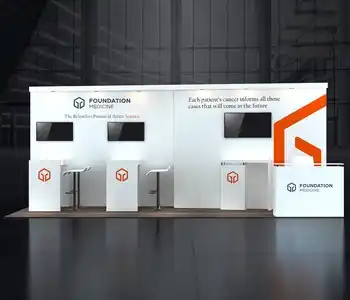 FOUNDATION
MEDICINE
The Relentless Pursuit of Better Science
Each patient's cancer informs all those
cases that will come in the future
FOUNDATION
MEDICINE